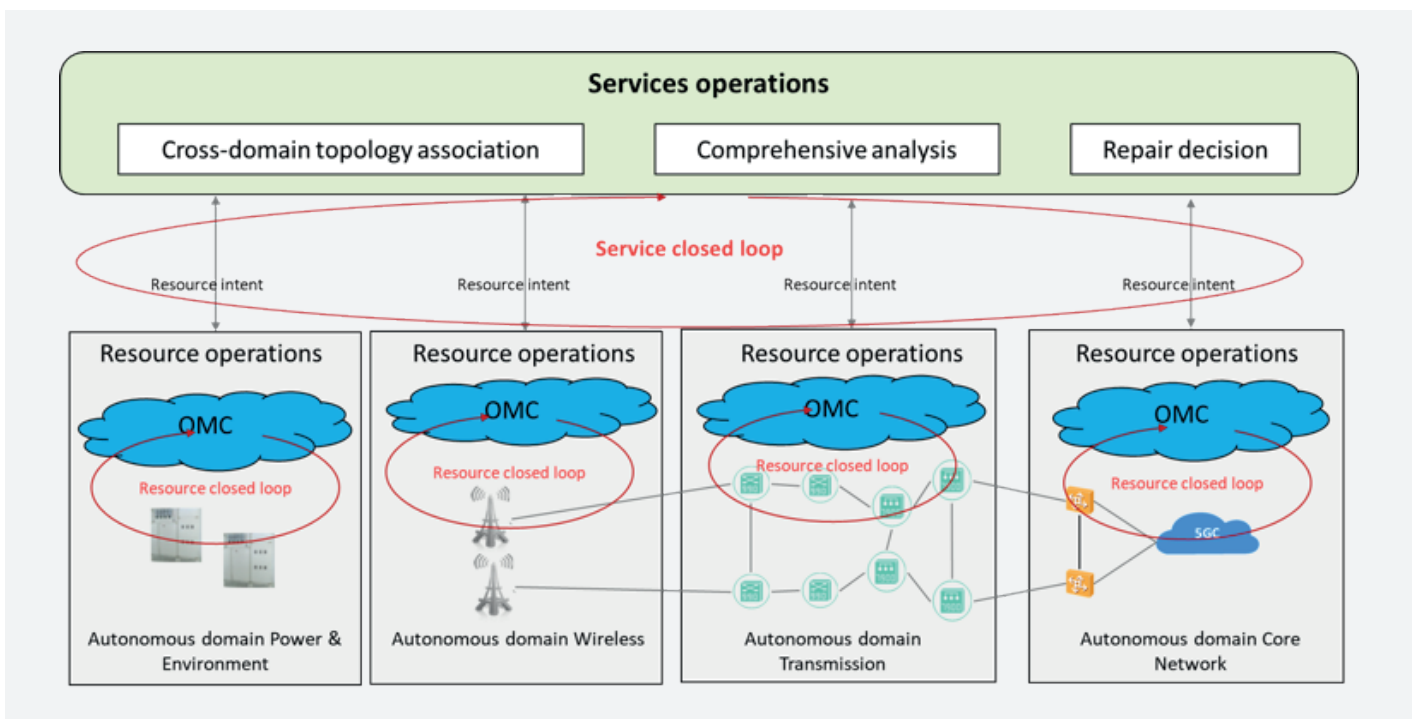 Services operations
Cross-domain topology association
Comprehensive analysis
Repair decision
Service closed loop
Resource intent
Resource intent
Resource intent
Resource intent
Resource operations
Resource operations
Resource operations
Resource operations
OMC
OMC
OMC
OMC
Resource closed loop
Resource closed loop
Resource closed loop
Resource closed loop
5GC
Autonomous domain Power &
Environment
Autonomous domain Wireless
Autonomous domain
Transmission
Autonomous domain Core
Network